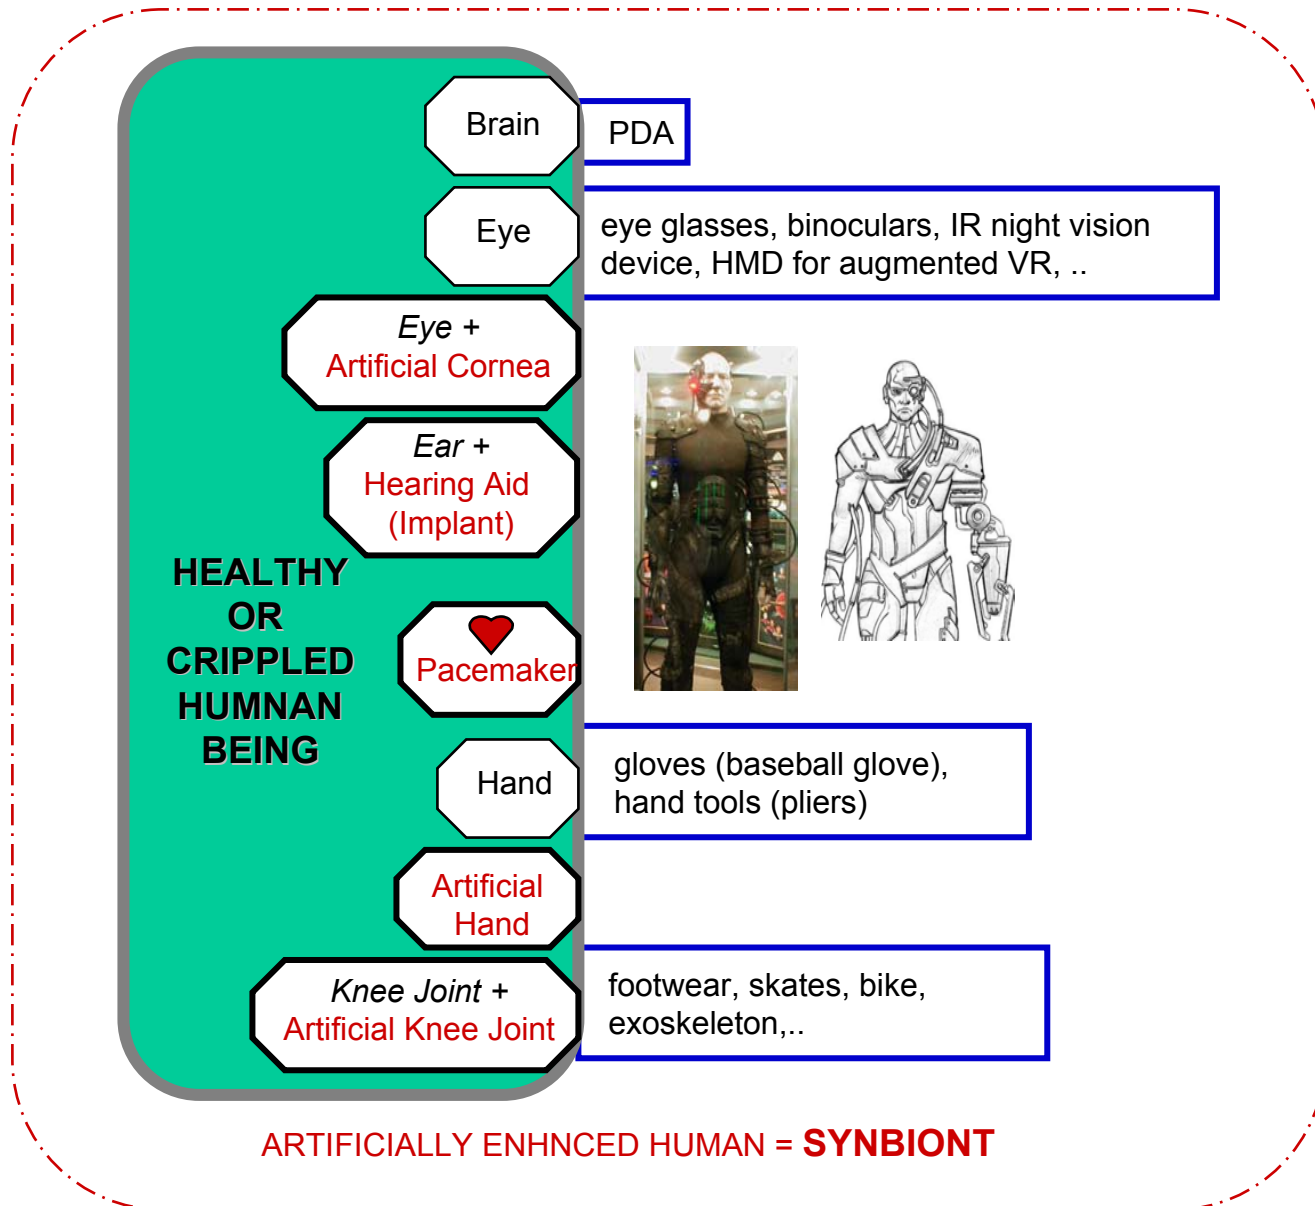 Brain
PDA
Eye
eye glasses, binoculars, IR night vision
device, HMD for augmented VR, ..
Eye +
Artificial Cornea
Ear +
Hearing Aid
(Implant)
HEALTHY
OR
CRIPPLED
HUMNAN
BEING
Pacemaker
Hand
gloves (baseball glove),
hand tools (pliers)
Artificial
Hand
Knee Joint +
Artificial Knee Joint
footwear, skates, bike,
exoskeleton,..
ARTIFICIALLY ENHNCED HUMAN = SYNBIONT